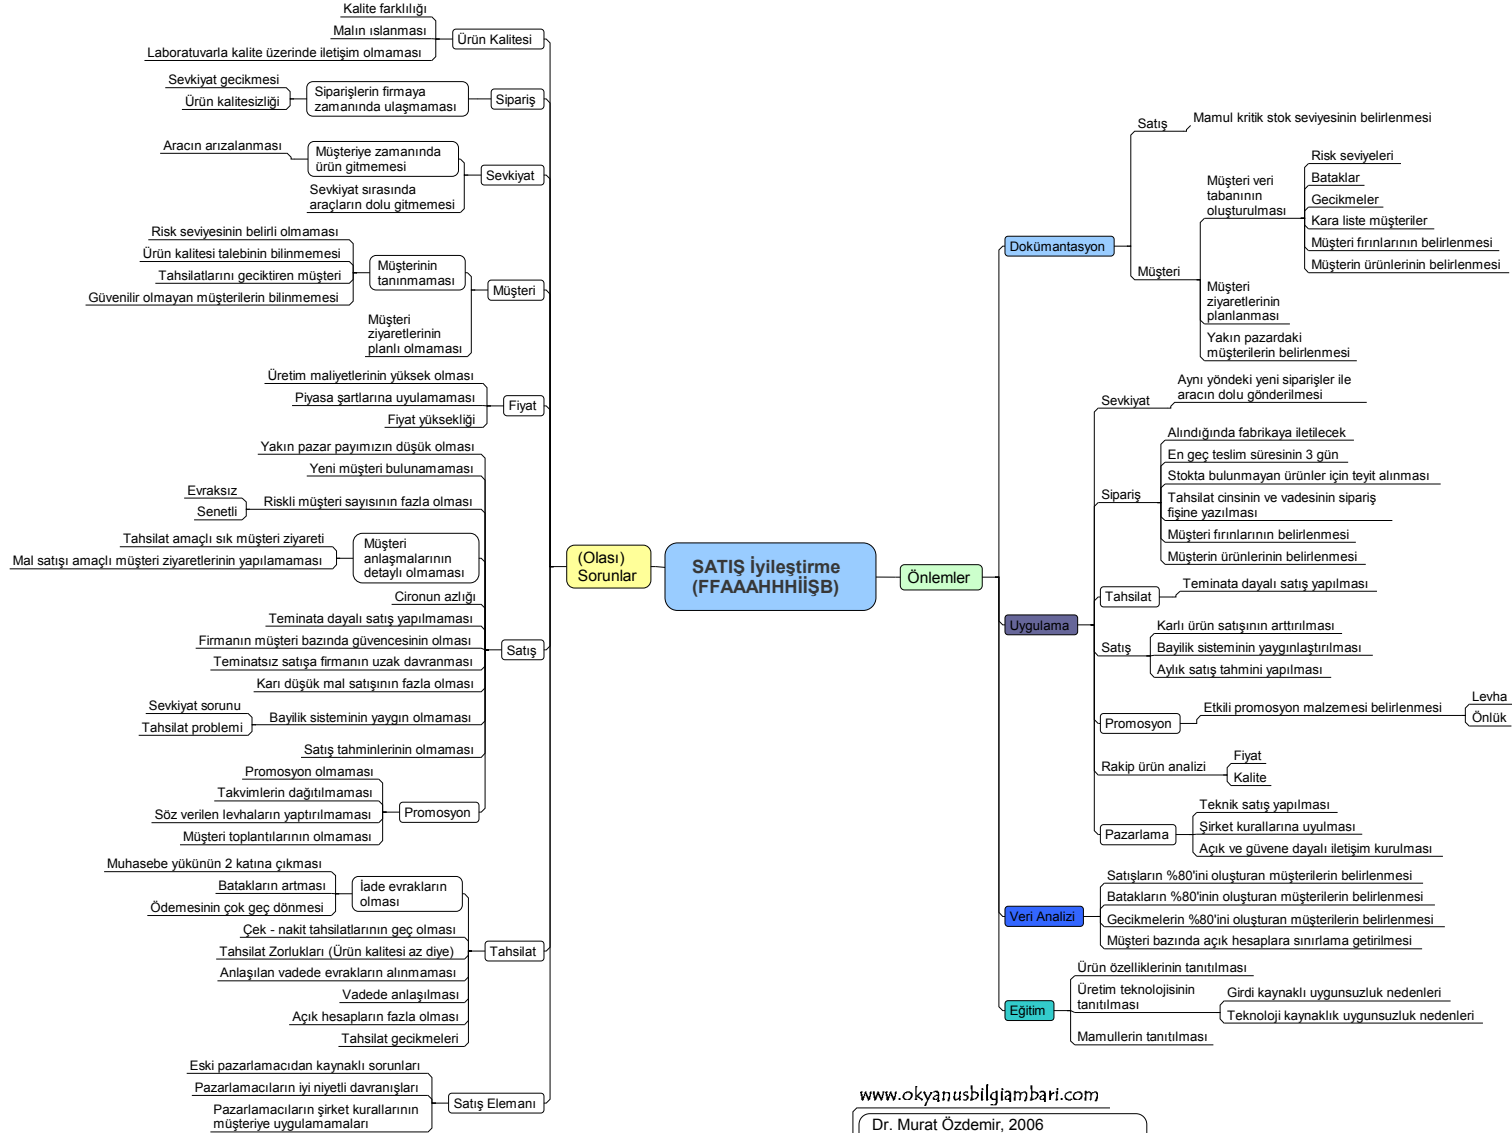 Kalite farklılığı
Malın ıslanması
Laboratuvarla kalite üzerinde iletişim olmaması
Ürün Kalitesi
Sevkiyat gecikmesi
Ürün kalitesizliği
Siparişlerin firmaya
zamanında ulaşmaması
Sipariş
Aracın arızalanması
Müşteriye zamanında
ürün gitmemesi
Sevkiyat sırasında
araçların dolu gitmemesi
Sevkiyat
Risk seviyesinin belirli olmaması
Ürün kalitesi talebinin bilinmemesi
Tahsilatlarını geciktiren müşteri
Güvenilir olmayan müşterilerin bilinmemesi
Müşterinin
tanınmaması
Müşteri
ziyaretlerinin
planlı olmaması
Müşteri
Üretim maliyetlerinin yüksek olması
Piyasa şartlarına uyulamaması
Fiyat yüksekliği
Fiyat
Yakın pazar payımızın düşük olması
Yeni müşteri bulunamaması
Evraksız
Senetli
Riskli müşteri sayısının fazla olması
Tahsilat amaçlı sık müşteri ziyareti
Mal satışı amaçlı müşteri ziyaretlerinin yapılamaması
Müşteri
anlaşmalarının
detaylı olmaması
Cironun azlığı
Teminata dayalı satış yapılmaması
Firmanın müşteri bazında güvencesinin olması
Teminatsız satışa firmanın uzak davranması
Karı düşük mal satışının fazla olması
Sevkiyat sorunu
Tahsilat problemi
Bayilik sisteminin yaygın olmaması
Satış tahminlerinin olmaması
Promosyon olmaması
Takvimlerin dağıtılmaması
Söz verilen levhaların yaptırılmaması
Müşteri toplantılarının olmaması
Promosyon
Satış
Muhasebe yükünün 2 katına çıkması
Batakların artması
Ödemesinin çok geç dönmesi
İade evrakların
olması
Çek - nakit tahsilatlarının geç olması
Tahsilat Zorlukları (Ürün kalitesi az diye)
Anlaşılan vadede evrakların alınmaması
Vadede anlaşılması
Açık hesapların fazla olması
Tahsilat gecikmeleri
Tahsilat
Eski pazarlamacıdan kaynaklı sorunları
Pazarlamacıların iyi niyetli davranışları
Pazarlamacıların şirket kurallarının
müşteriye uygulamamaları
Satış Elemanı
(Olası)
Sorunlar
SATIŞ İyileştirme
(FFAAAHHHİİŞB)
Önlemler
Dokümantasyon
Satış
Mamul kritik stok seviyesinin belirlenmesi
Müşteri
Müşteri veri
tabanının
oluşturulması
Risk seviyeleri
Bataklar
Gecikmeler
Kara liste müşteriler
Müşteri fırınlarının belirlenmesi
Müşterin ürünlerinin belirlenmesi
Müşteri
ziyaretlerinin
planlanması
Yakın pazardaki
müşterilerin belirlenmesi
Uygulama
Sevkiyat
Aynı yöndeki yeni siparişler ile
aracın dolu gönderilmesi
Sipariş
Alındığında fabrikaya iletilecek
En geç teslim süresinin 3 gün
Stokta bulunmayan ürünler için teyit alınması
Tahsilat cinsinin ve vadesinin sipariş
fişine yazılması
Müşteri fırınlarının belirlenmesi
Müşterin ürünlerinin belirlenmesi
Tahsilat
Teminata dayalı satış yapılması
Satış
Karlı ürün satışının arttırılması
Bayilik sisteminin yaygınlaştırılması
Aylık satış tahmini yapılması
Promosyon
Etkili promosyon malzemesi belirlenmesi
Levha
Önlük
Rakip ürün analizi
Fiyat
Kalite
Pazarlama
Teknik satış yapılması
Şirket kurallarına uyulması
Açık ve güvene dayalı iletişim kurulması
Veri Analizi
Satışların %80'ini oluşturan müşterilerin belirlenmesi
Batakların %80'inin oluşturan müşterilerin belirlenmesi
Gecikmelerin %80'ini oluşturan müşterilerin belirlenmesi
Müşteri bazında açık hesaplara sınırlama getirilmesi
Eğitim
Ürün özelliklerinin tanıtılması
Üretim teknolojisinin
tanıtılması
Girdi kaynaklı uygunsuzluk nedenleri
Teknoloji kaynaklık uygunsuzluk nedenleri
Mamullerin tanıtılması
www.okyanusbilgiambari.com
Dr. Murat Özdemir, 2006